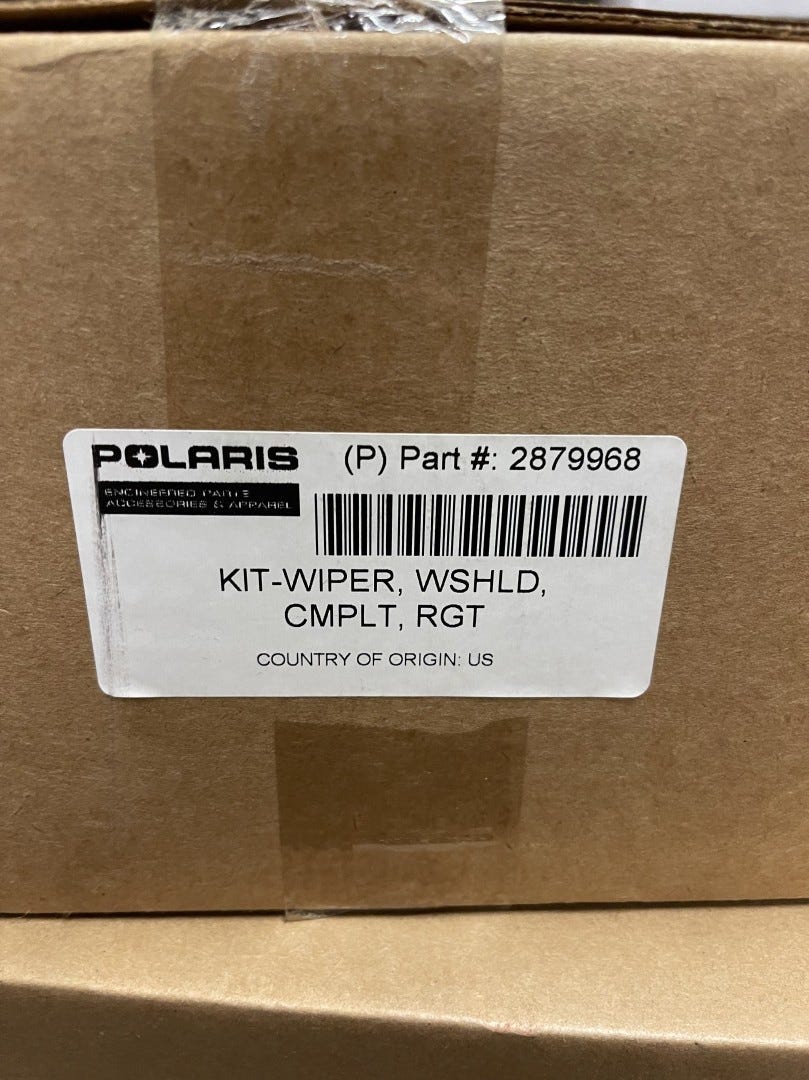 POLARIS
(P) Part #: 2879968
ENGINEERED PARTS
ACCESSORIES & APPAREL
KIT-WIPER, WSHLD,
CMPLT, RGT
COUNTRY OF ORIGIN: US